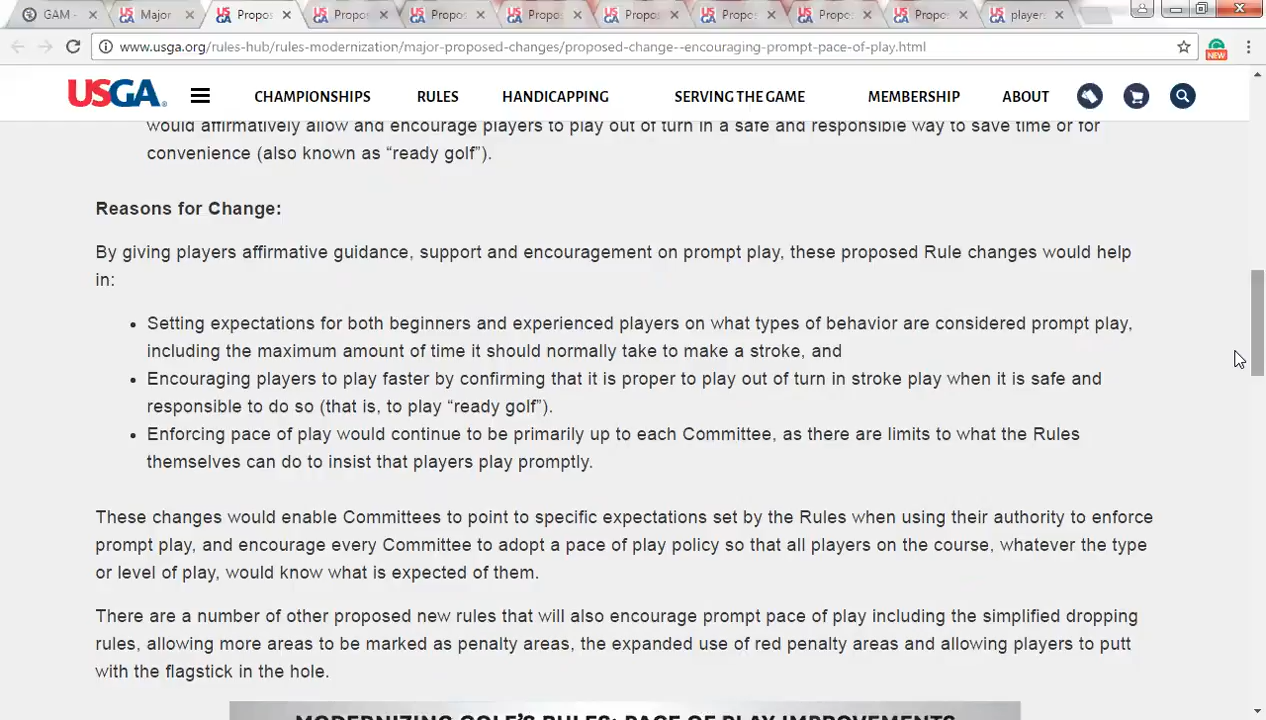 GAM -
Major
Propos
Propos
Propos
Propos
Propos
Propos
Propos
Propos
player
www.usga.org/rules-hub/rules-modernization/major-proposed-changes/proposed-change--encouraging-prompt-pace-of-play.html
NEW
USGA
CHAMPIONSHIPS RULES HANDICAPPING SERVING THE GAME MEMBERSHIP ABOUT
would affirmatively allow and encourage players to play out of turn in a safe and responsible way to save time or for
convenience (also known as “ready golf”).
Reasons for Change:
By giving players affirmative guidance, support and encouragement on prompt play, these proposed Rule changes would help
in:
• Setting expectations for both beginners and experienced players on what types of behavior are considered prompt play,
including the maximum amount of time it should normally take to make a stroke, and
• Encouraging players to play faster by confirming that it is proper to play out of turn in stroke play when it is safe and
responsible to do so (that is, to play “ready golf”).
• Enforcing pace of play would continue to be primarily up to each Committee, as there are limits to what the Rules
themselves can do to insist that players play promptly.
These changes would enable Committees to point to specific expectations set by the Rules when using their authority to enforce
prompt play, and encourage every Committee to adopt a pace of play policy so that all players on the course, whatever the type
or level of play, would know what is expected of them.
There are a number of other proposed new rules that will also encourage prompt pace of play including the simplified dropping
rules, allowing more areas to be marked as penalty areas, the expanded use of red penalty areas and allowing players to putt
with the flagstick in the hole.
MODERNIZING GOLF'S RULES: PACE OF PLAY IMPROVEMENTS